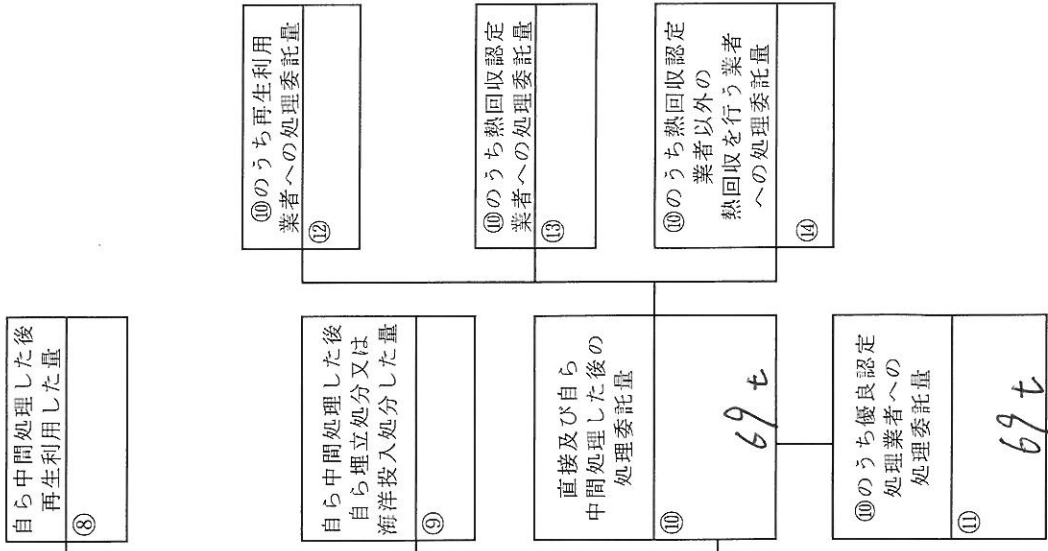 自ら中間処理した後
再生利用した量
⑧
自ら中間処理した後
自ら埋立処分又は
海洋投入処分した量
⑨
直接及び自ら
中間処理した後の
処理委託量
⑩
69 t
⑩のうち優良認定
処理業者への
処理委託量
⑪
69 t
⑩のうち再生利用
業者への処理委託量
⑫
⑩のうち熱回収認定
業者への処理委託量
⑬
⑩のうち熱回収認定
業者以外の
熱回収を行う業者
への処理委託量
⑭